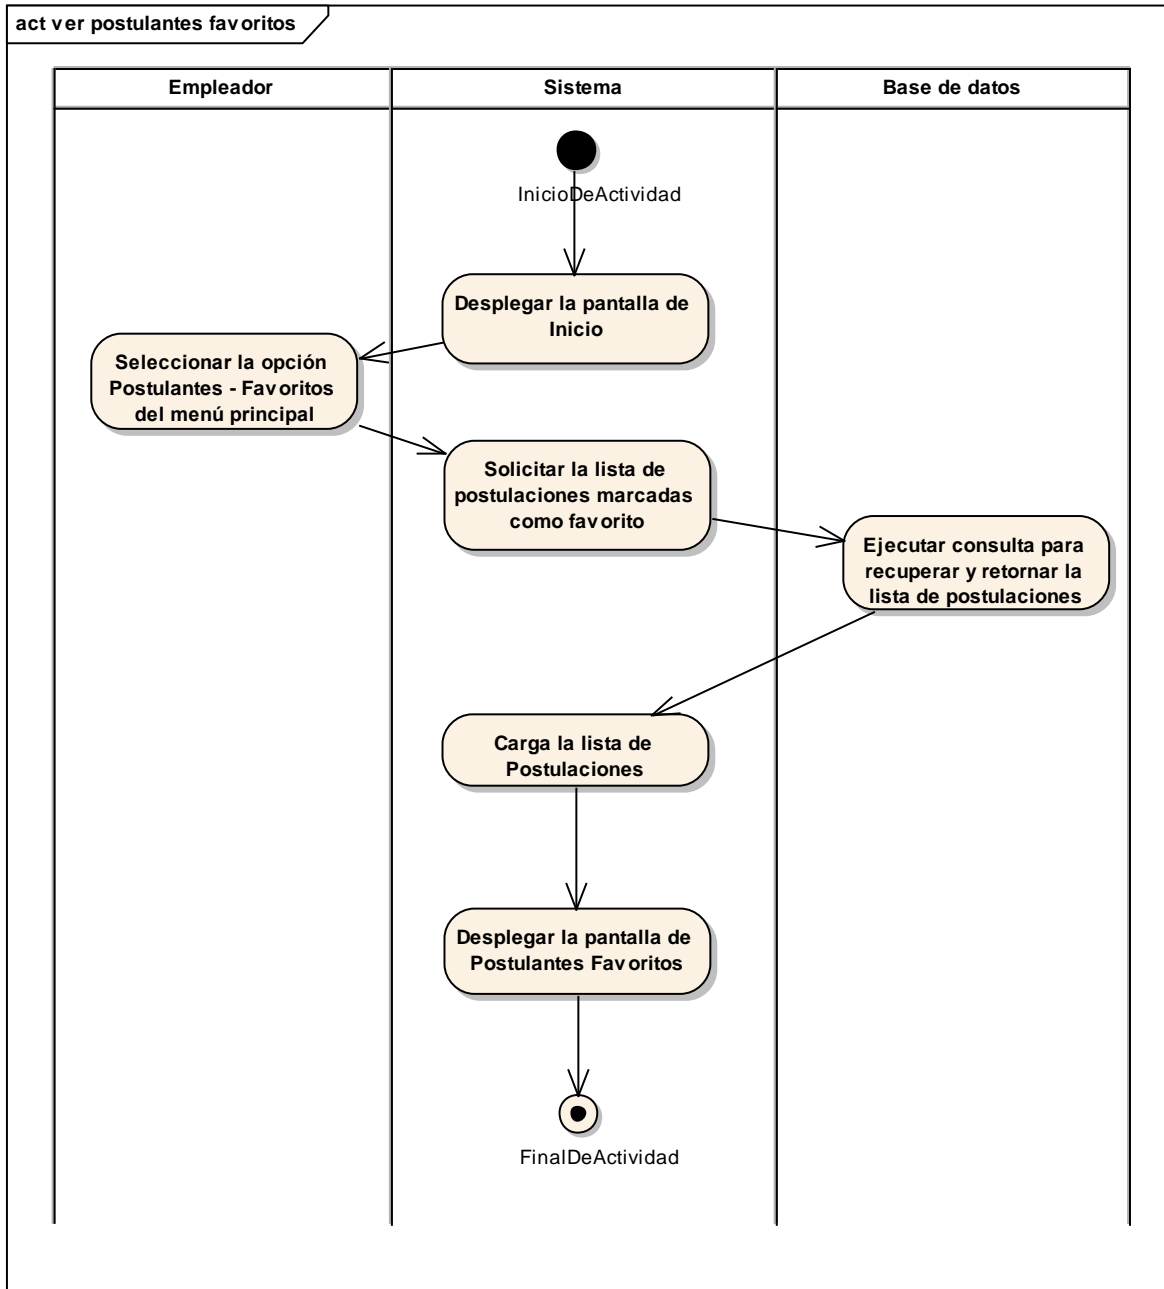 act ver postulantes favoritos
Empleador
Sistema
Base de datos
InicioDeActividad
Desplegar la pantalla de
Inicio
Seleccionar la opción
Postulantes - Favoritos
del menú principal
Solicitar la lista de
postulaciones marcadas
como favorito
Ejecutar consulta para
recuperar y retornar la
lista de postulaciones
Carga la lista de
Postulaciones
Desplegar la pantalla de
Postulantes Favoritos
FinalDeActividad